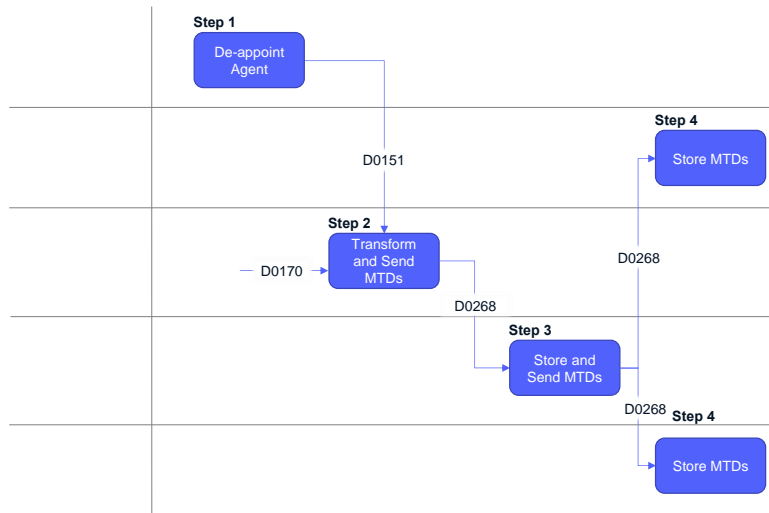 Step 1
De-appoint
Agent
Step 4
Store MTDs
D0151
Step 2
Transform
and Send
MTDs
D0170
D0268
D0268
Step 3
Store and
Send MTDs
D0268
Step 4
Store MTDs